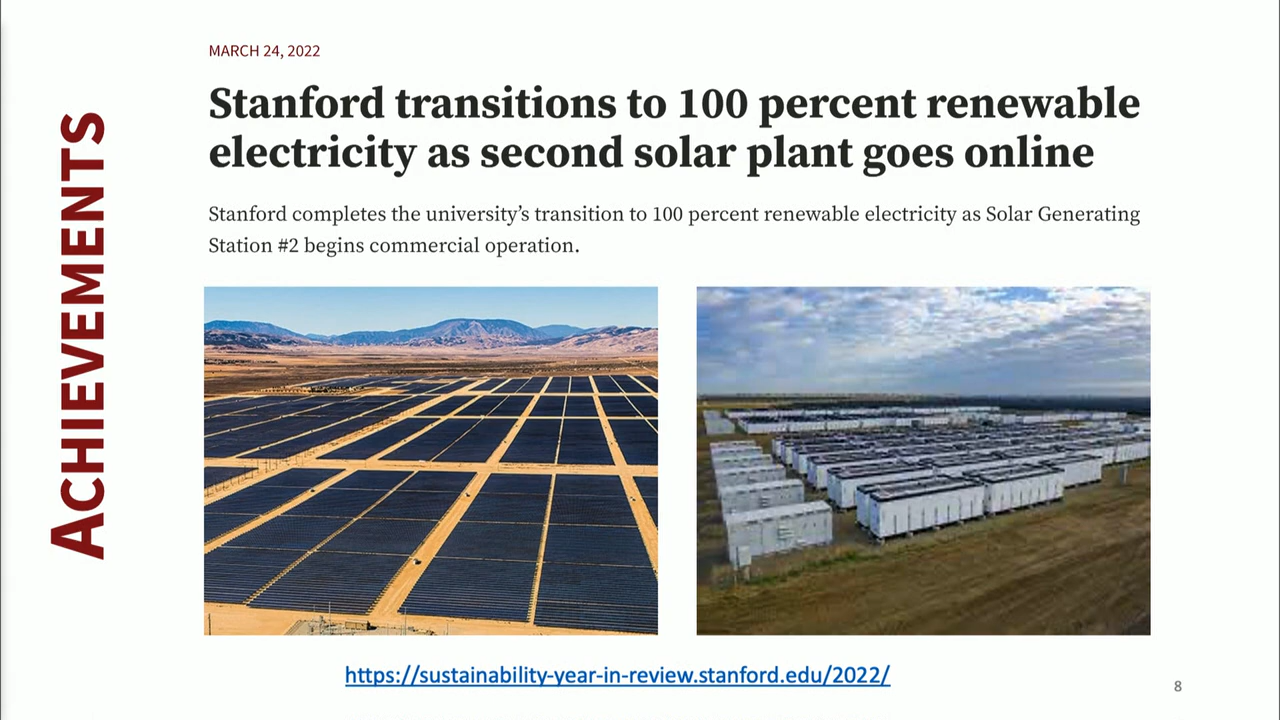 ACHIEVEMENTS
MARCH 24, 2022
Stanford transitions to 100 percent renewable
electricity as second solar plant goes online
Stanford completes the university’s transition to 100 percent renewable electricity as Solar Generating
Station #2 begins commercial operation.
https://sustainability-year-in-review.stanford.edu/2022/
8